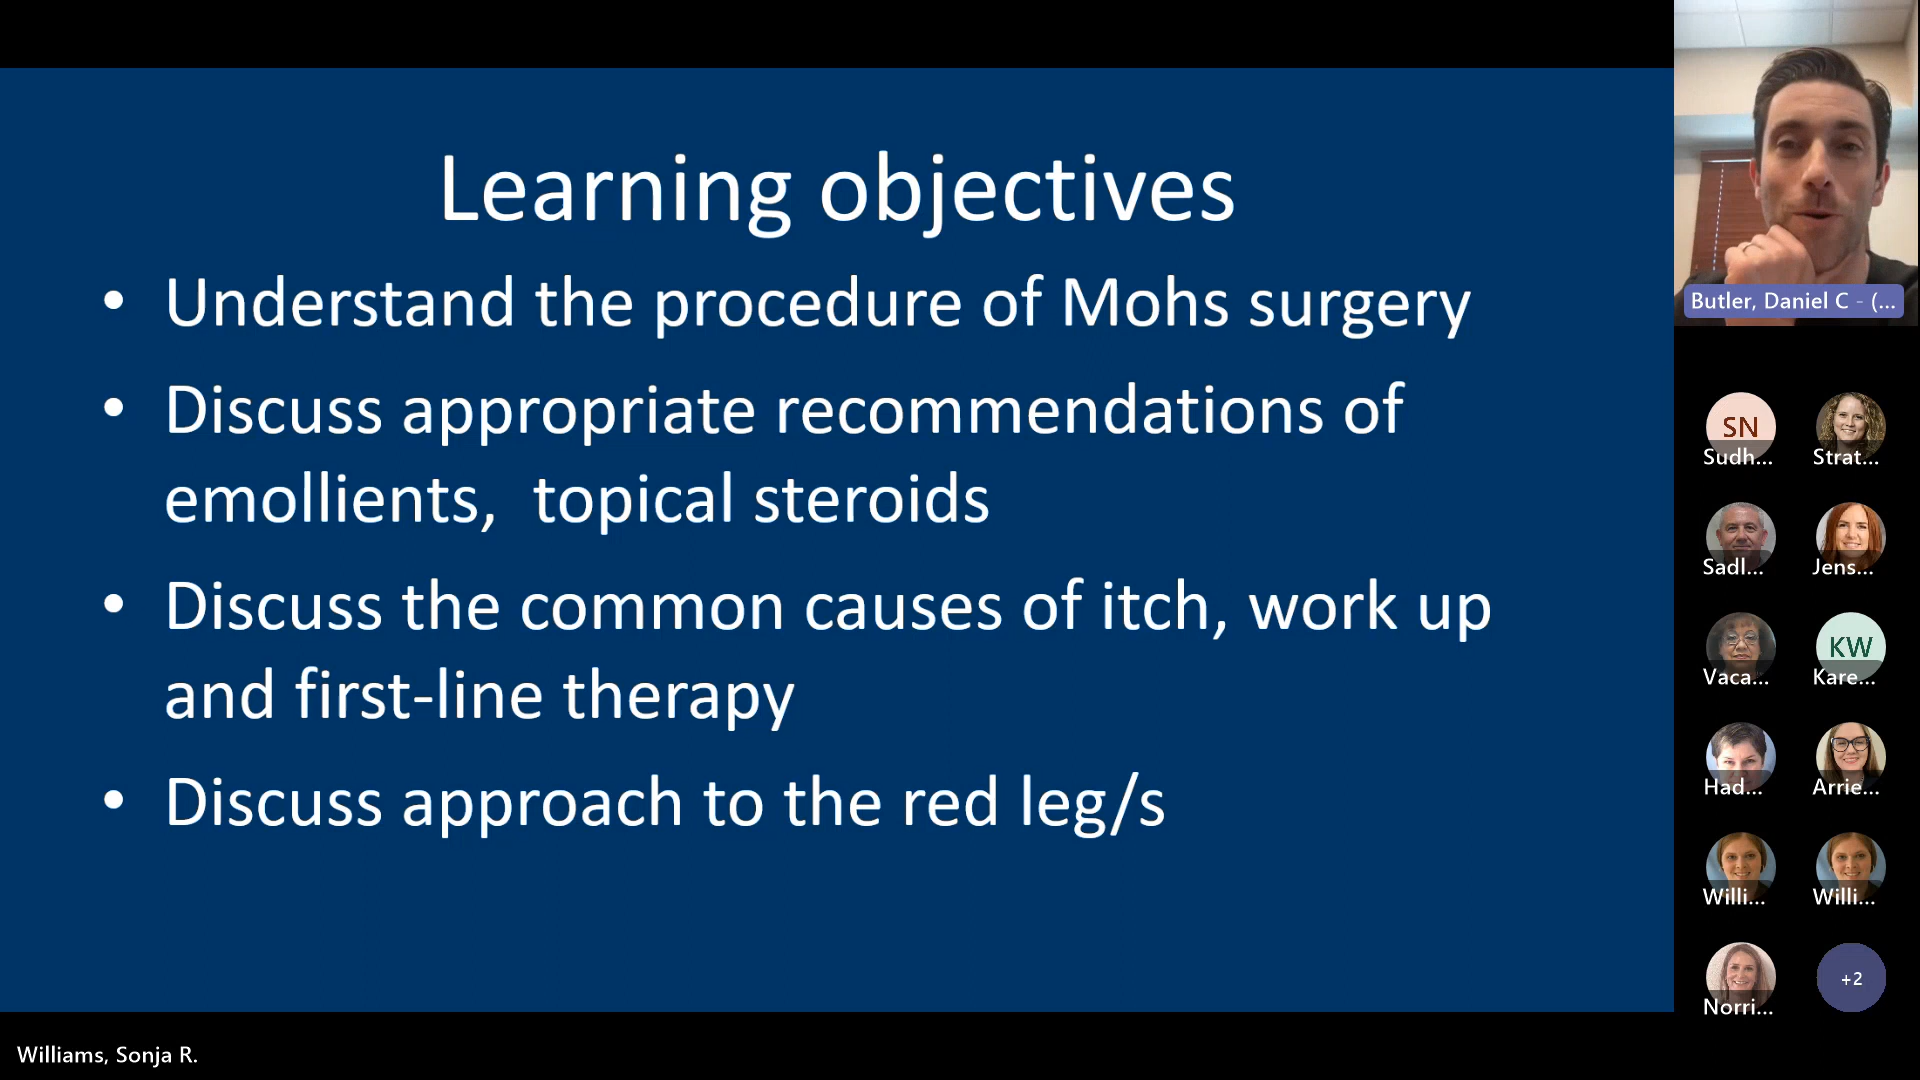 Learning objectives
• Understand the procedure of Mohs surgery
• Discuss appropriate recommendations of
emollients,  topical steroids
• Discuss the common causes of itch, work up
and first-line therapy
• Discuss approach to the red leg/s
Butler, Daniel C - (...
SN
Sudh...
Strat...
Sadl...
Jens...
Vaca...
KW
Kare...
Had...
Arrie...
Willi...
Willi...
Norri...
+2
Williams, Sonja R.